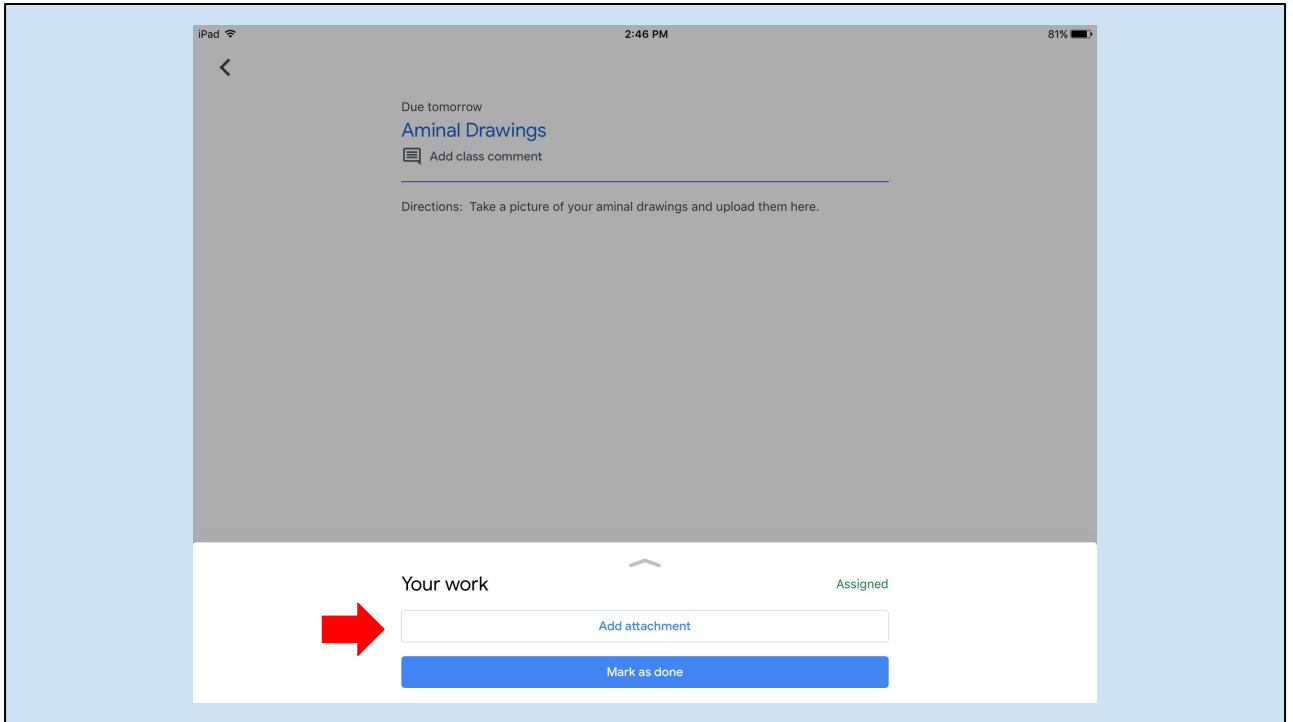 iPad 2:46 PM 81%
Due tomorrow
Aminal Drawings
Add class comment
Directions: Take a picture of your aminal drawings and upload them here.
Your work Assigned
Add attachment
Mark as done